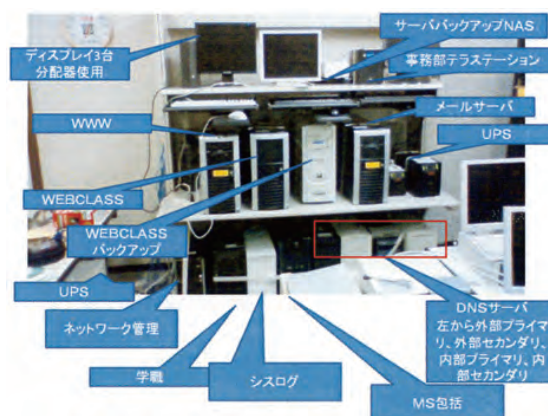 ディスプレイ3台
分配器使用
サーババックアップNAS
事務部テラステーション
WWW
メールサーバ
UPS
WEBCLASS
WEBCLASS
バックアップ
UPS
ネットワーク管理
DNSサーバ
左から外部プライマ
リ、外部セカンダリ、
内部プライマリ、内
部セカンダリ
学職
シスログ
MS包括